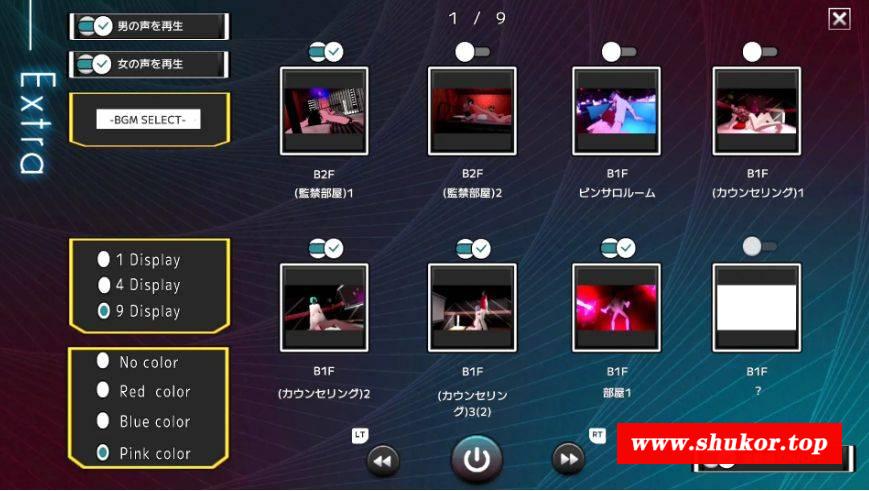 Extra
男の声を再生
女の声を再生
-BGM SELECT-
1 Display
4 Display
9 Display
No color
Red color
Blue color
Pink color
1 / 9
B2F
(監禁部屋)1
B2F
(監禁部屋)2
B1F
ピンサロルーム
B1F
(カウンセリング)1
B1F
(カウンセリング)2
B1F
(カウンセリン
グ)3(2)
B1F
部屋1
B1F
?
LT
RT
www.shukor.top